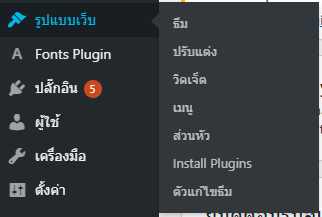 รูปแบบเว็บ
Fonts Plugin
ปลั๊กอิน 5
ผู้ใช้
เครื่องมือ
ตั้งค่า
ธีม
ปรับแต่ง
วิดเจ็ต
เมนู
ส่วนหัว
Install Plugins
ตัวแก้ไขธีม